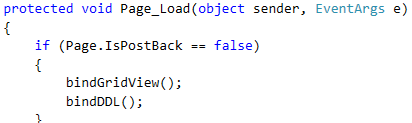 protected void Page_Load(object sender, EventArgs e)
{
if (Page.IsPostBack == false)
{
bindGridView();
bindDDL();
}